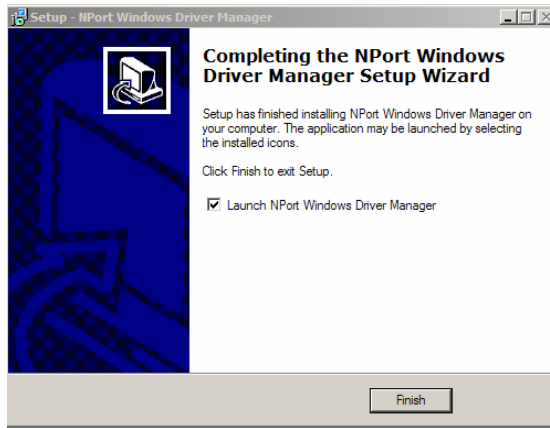 Setup - NPort Windows Driver Manager
Completing the NPort Windows
Driver Manager Setup Wizard
Setup has finished installing NPort Windows Driver Manager on
your computer. The application may be launched by selecting
the installed icons.
Click Finish to exit Setup.
Launch NPort Windows Driver Manager
Finish